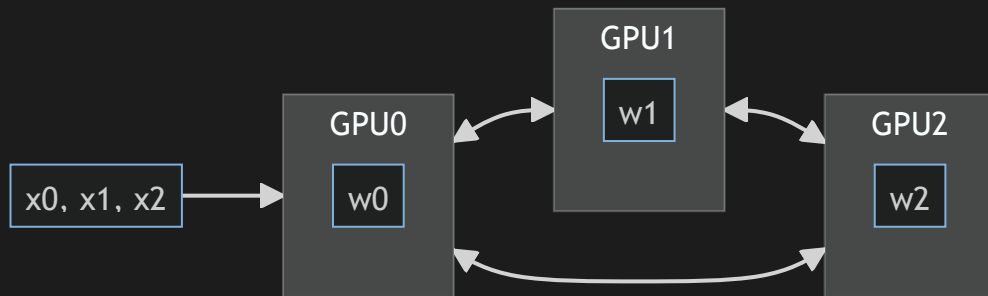 x0, x1, x2
GPU0
w0
GPU1
w1
GPU2
w2